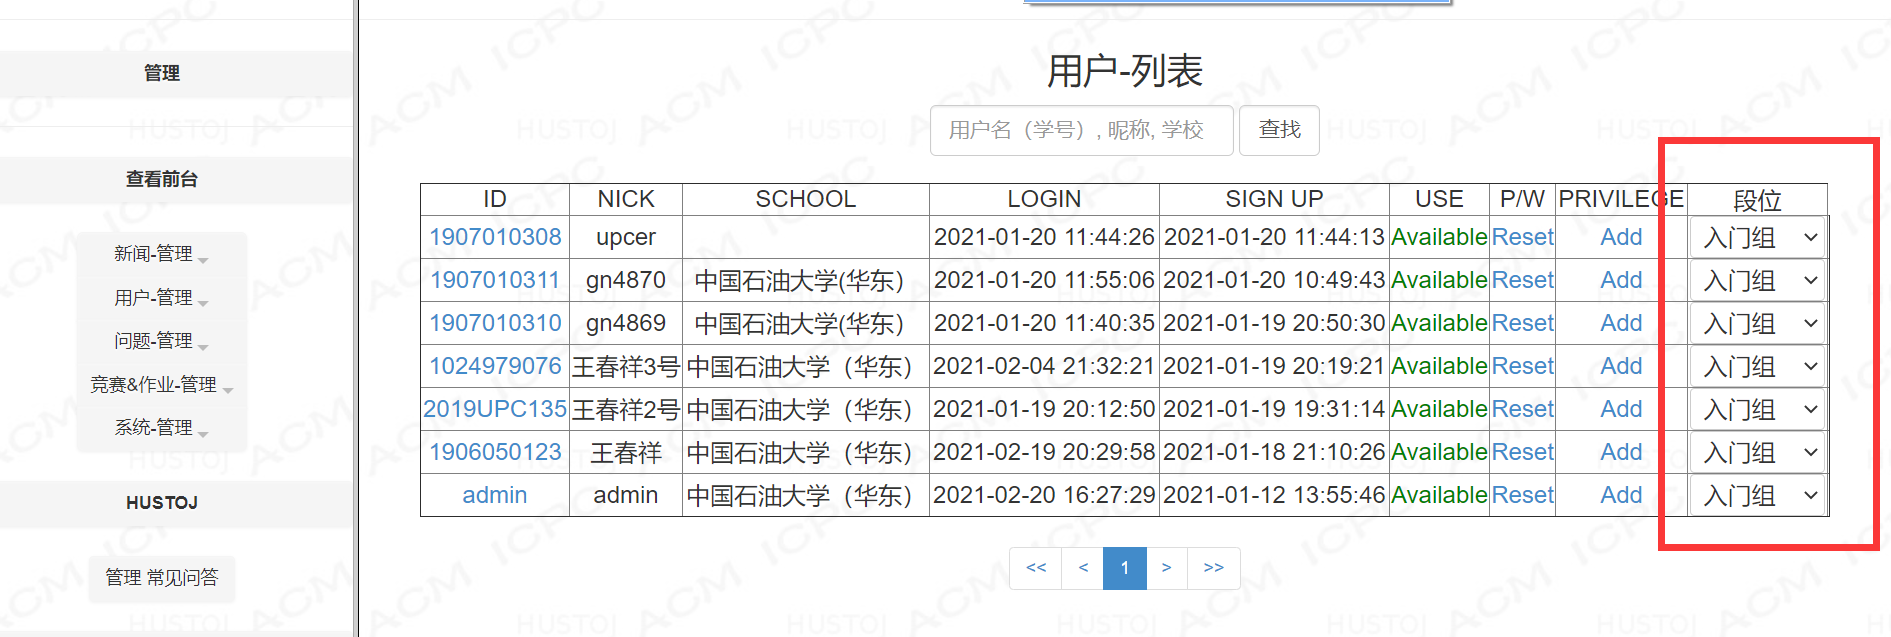 管理
查看前台
新闻-管理
用户-管理
问题-管理
竞赛&作业-管理
系统-管理
HUSTOJ
管理 常见问答
用户-列表
用户名（学号）, 昵称, 学校 查找
ID NICK SCHOOL LOGIN SIGN UP USE P/W PRIVILEGE 段位
1907010308 upcer 2021-01-20 11:44:26 2021-01-20 11:44:13 Available Reset Add 入门组
1907010311 gn4870 中国石油大学(华东） 2021-01-20 11:55:06 2021-01-20 10:49:43 Available Reset Add 入门组
1907010310 gn4869 中国石油大学(华东） 2021-01-20 11:40:35 2021-01-19 20:50:30 Available Reset Add 入门组
1024979076 王春祥3号 中国石油大学（华东） 2021-02-04 21:32:21 2021-01-19 20:19:21 Available Reset Add 入门组
2019UPC135 王春祥2号 中国石油大学（华东） 2021-01-19 20:12:50 2021-01-19 19:31:14 Available Reset Add 入门组
1906050123 王春祥 中国石油大学（华东） 2021-02-19 20:29:58 2021-01-18 21:10:26 Available Reset Add 入门组
admin admin 中国石油大学（华东） 2021-02-20 16:27:29 2021-01-12 13:55:46 Available Reset Add 入门组
<< < 1 > >>